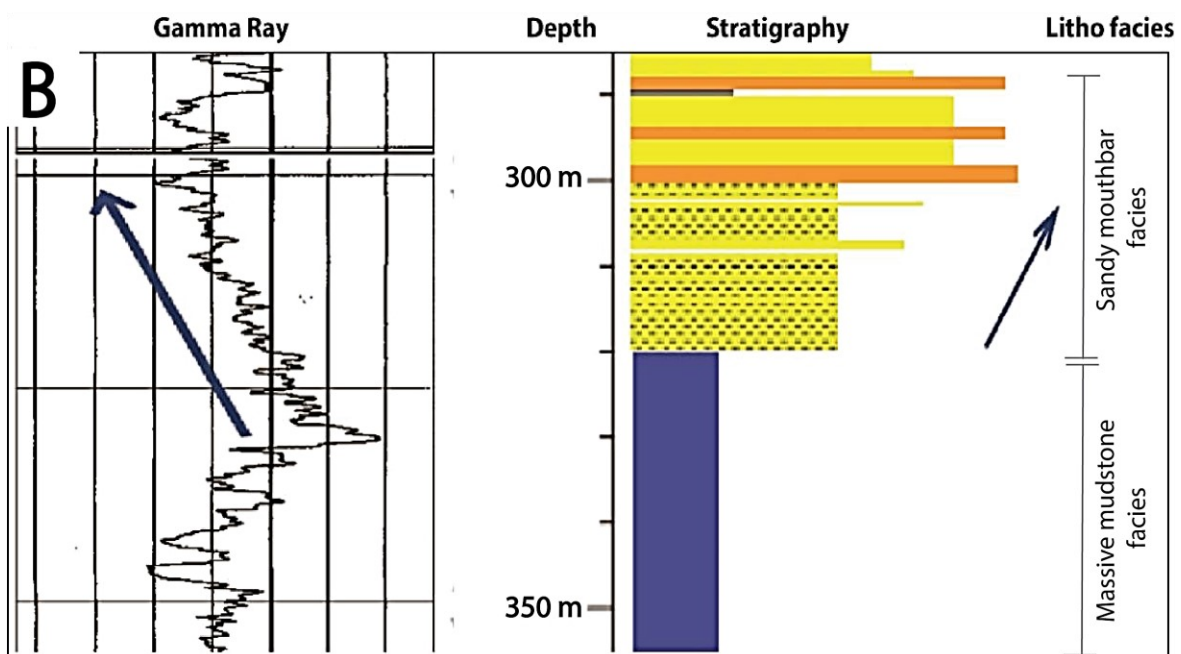 Gamma Ray Depth Stratigraphy Litho facies
B
300 m
350 m
Sandy mouthbar
facies
Massive mudstone
facies